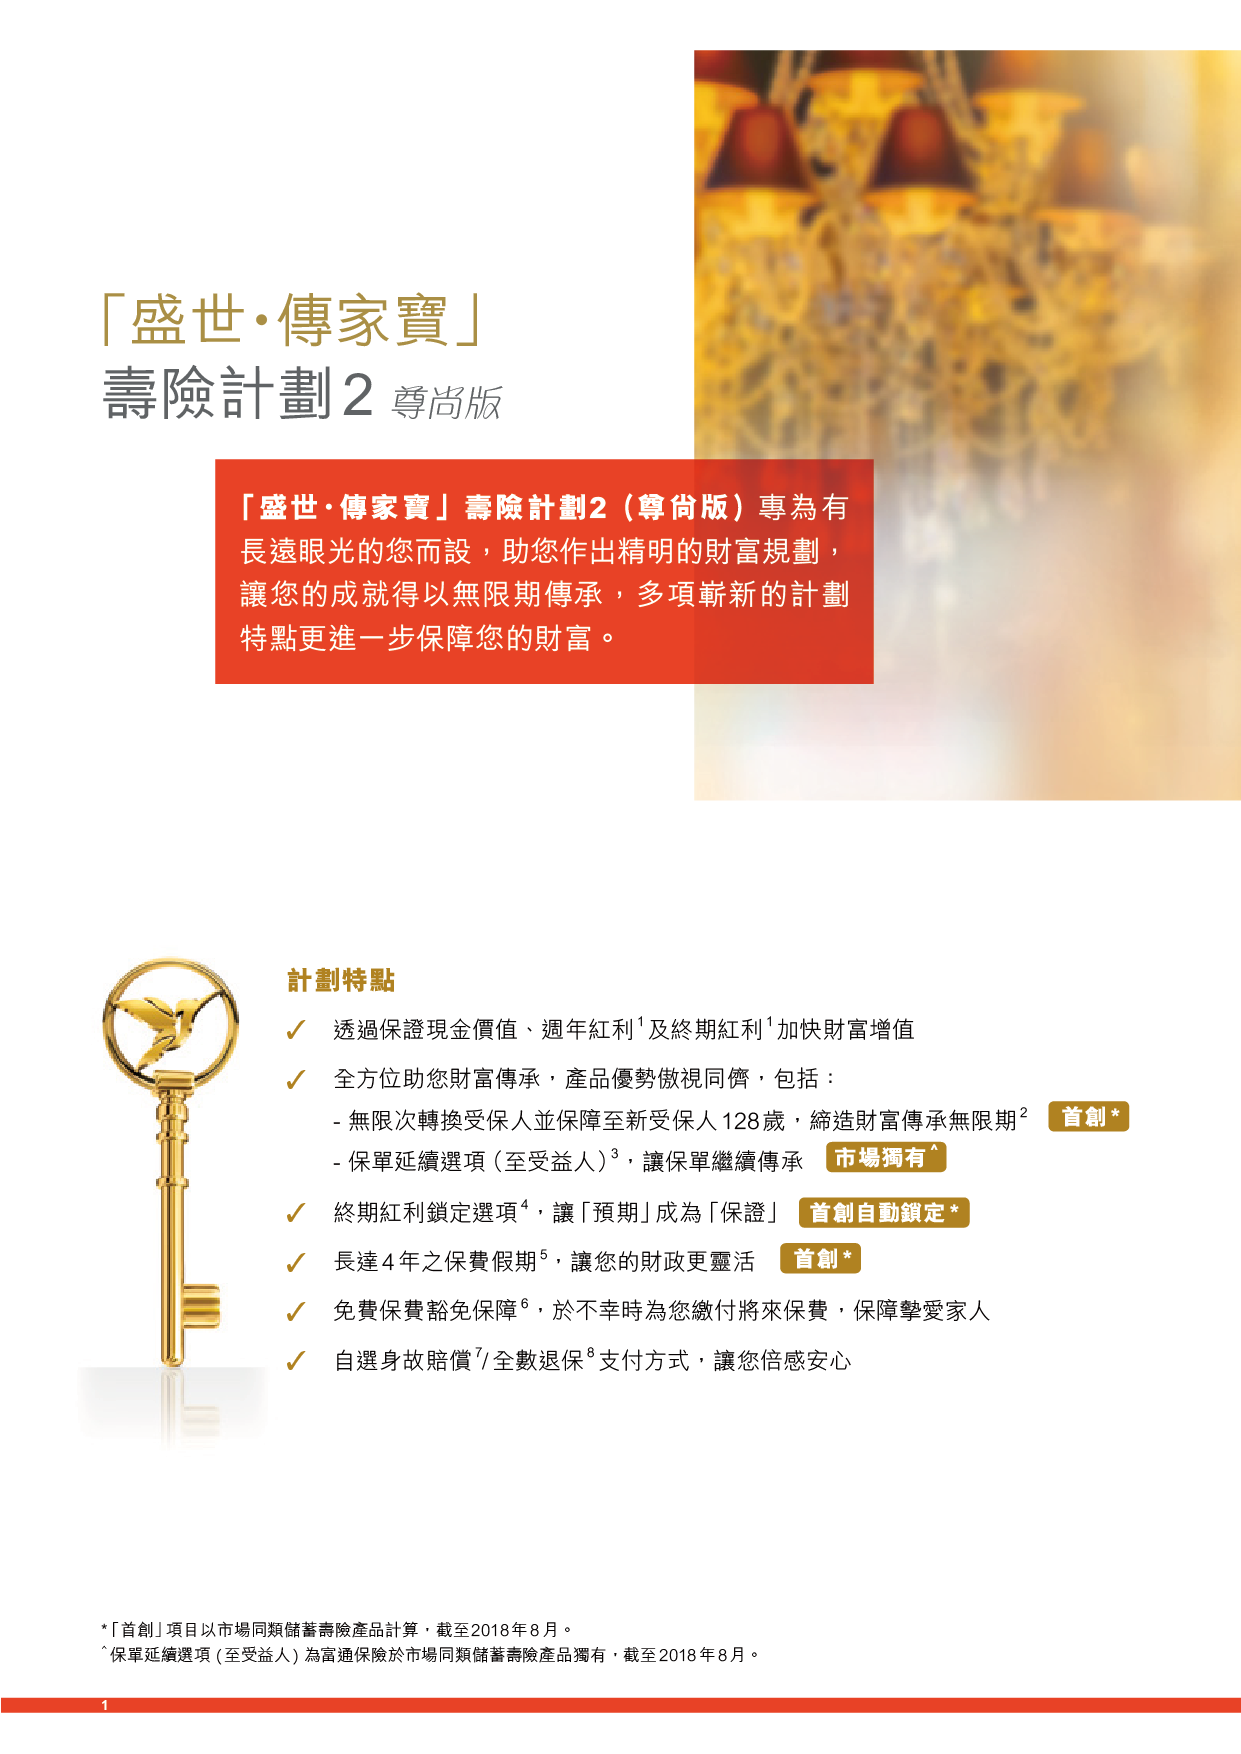 「盛世•傳家寶」
壽險計劃2 尊尚版
「盛世•傳家寶」壽險計劃2（尊尚版）專為有
長遠眼光的您而設，助您作出精明的財富規劃，
讓您的成就得以無限期傳承，多項嶄新的計劃
特點更進一步保障您的財富。
計劃特點
✓ 透過保證現金價值、週年紅利1及終期紅利1加快財富增值
✓ 全方位助您財富傳承，產品優勢傲視同儕，包括：
- 無限次轉換受保人並保障至新受保人128歲，締造財富傳承無限期2 首創*
- 保單延續選項（至受益人）3，讓保單繼續傳承 市場獨有^
✓ 終期紅利鎖定選項4，讓「預期」成為「保證」 首創自動鎖定*
✓ 長達4年之保費假期5，讓您的財政更靈活 首創*
✓ 免費保費豁免保障6，於不幸時為您繳付將來保費，保障摯愛家人
✓ 自選身故賠償7/全數退保8支付方式，讓您倍感安心
*「首創」項目以市場同類儲蓄壽險產品計算，截至2018年8月。
^保單延續選項 (至受益人) 為富通保險於市場同類儲蓄壽險產品獨有，截至2018年8月。
1